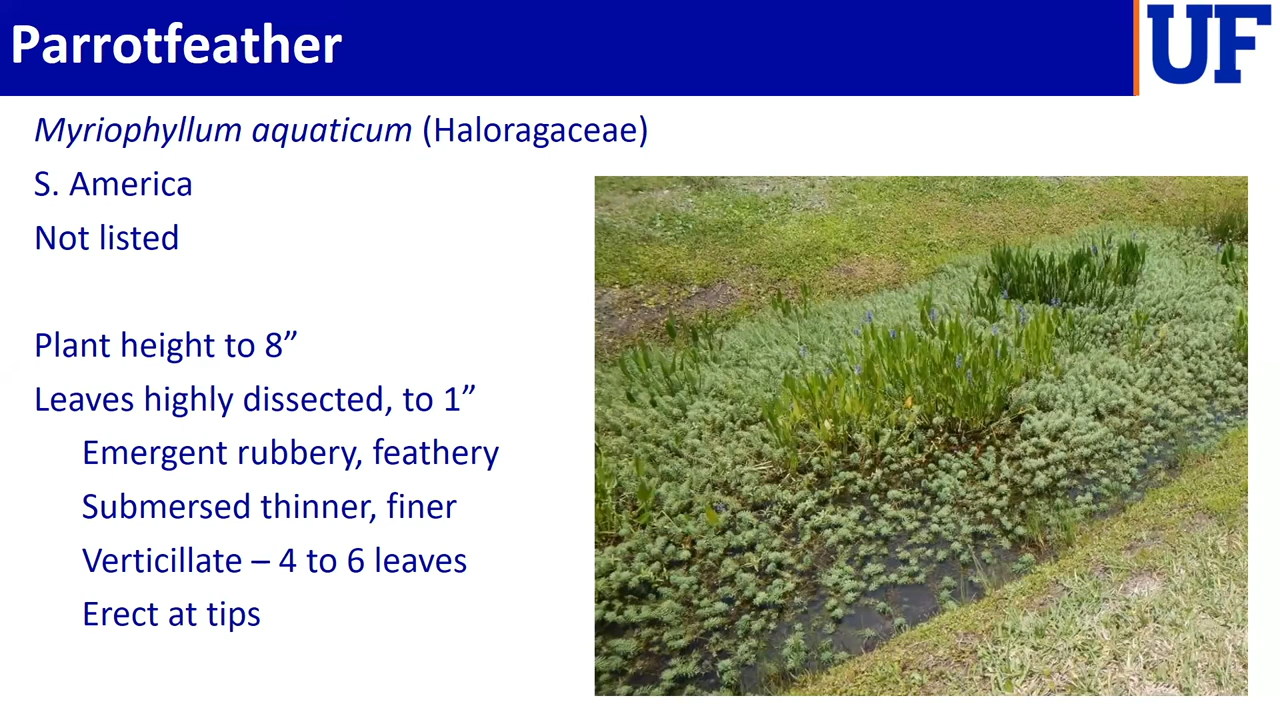 Parrotfeather
UF
Myriophyllum aquaticum (Haloragaceae)
S. America
Not listed
Plant height to 8”
Leaves highly dissected, to 1”
Emergent rubbery, feathery
Submersed thinner, finer
Verticillate – 4 to 6 leaves
Erect at tips